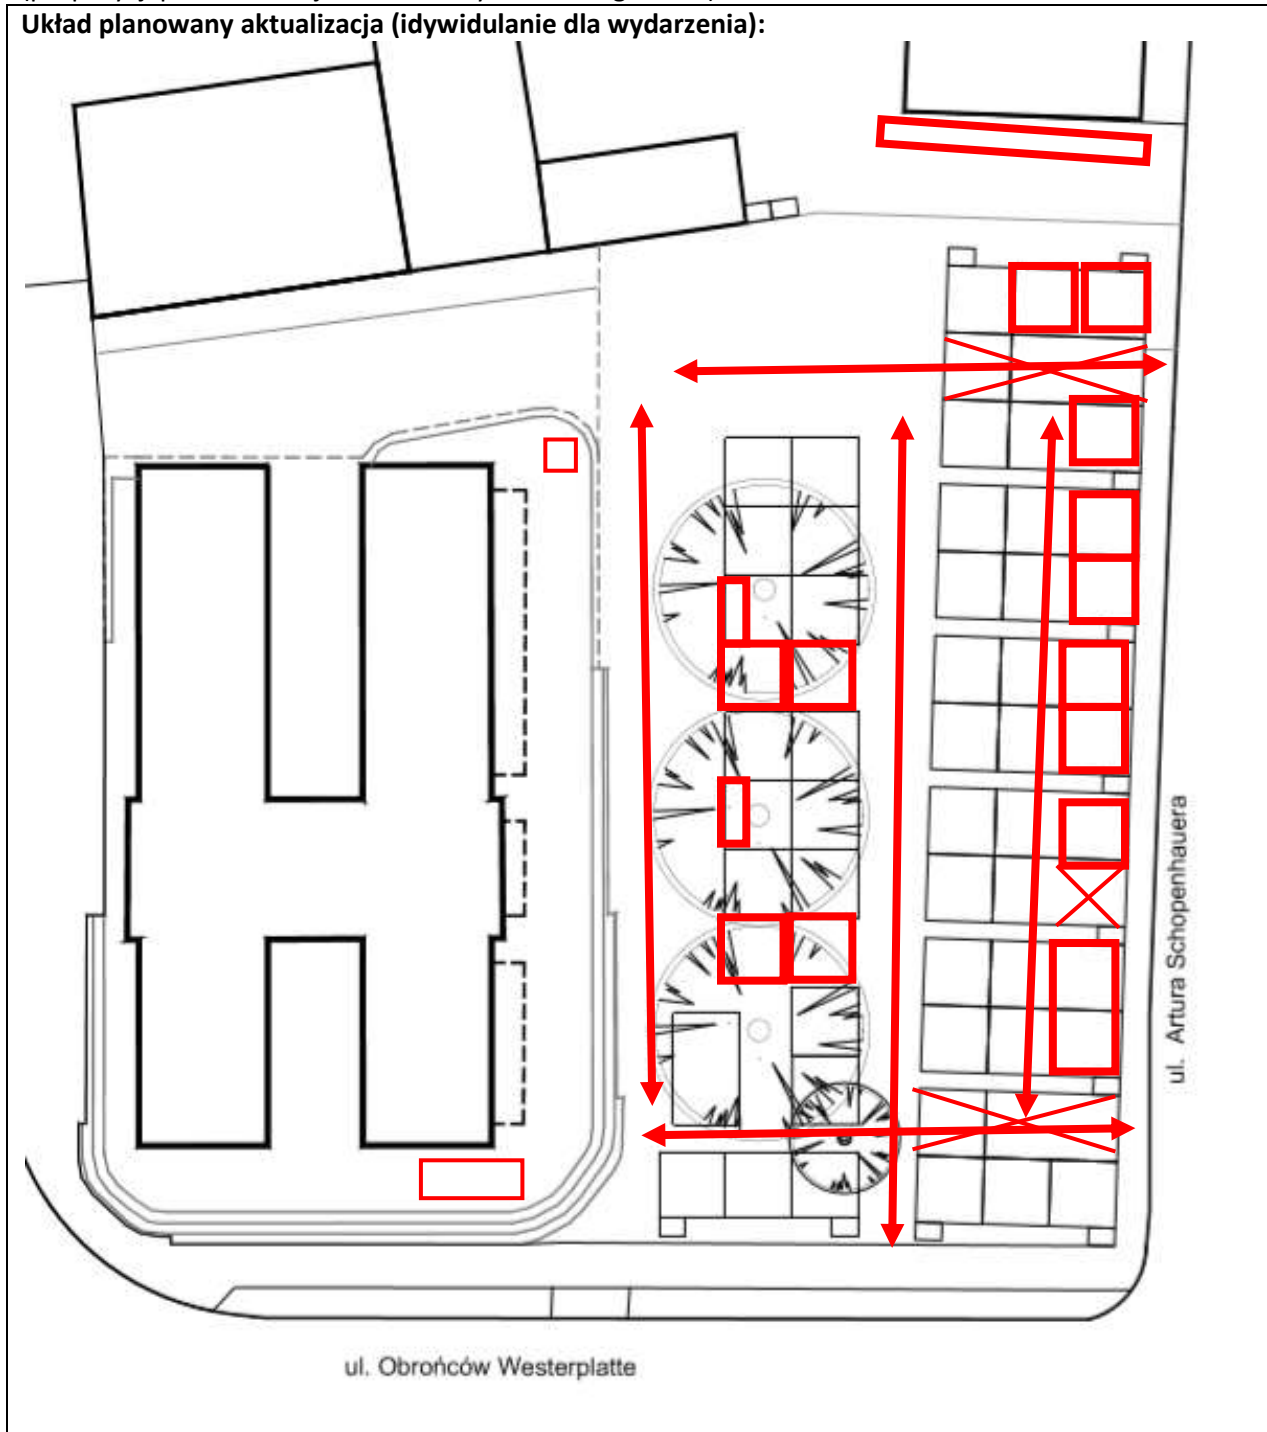 Układ planowany aktualizacja (idywidulanie dla wydarzenia):
ul. Artura Schopenhauera
ul. Obrońców Westerplatte